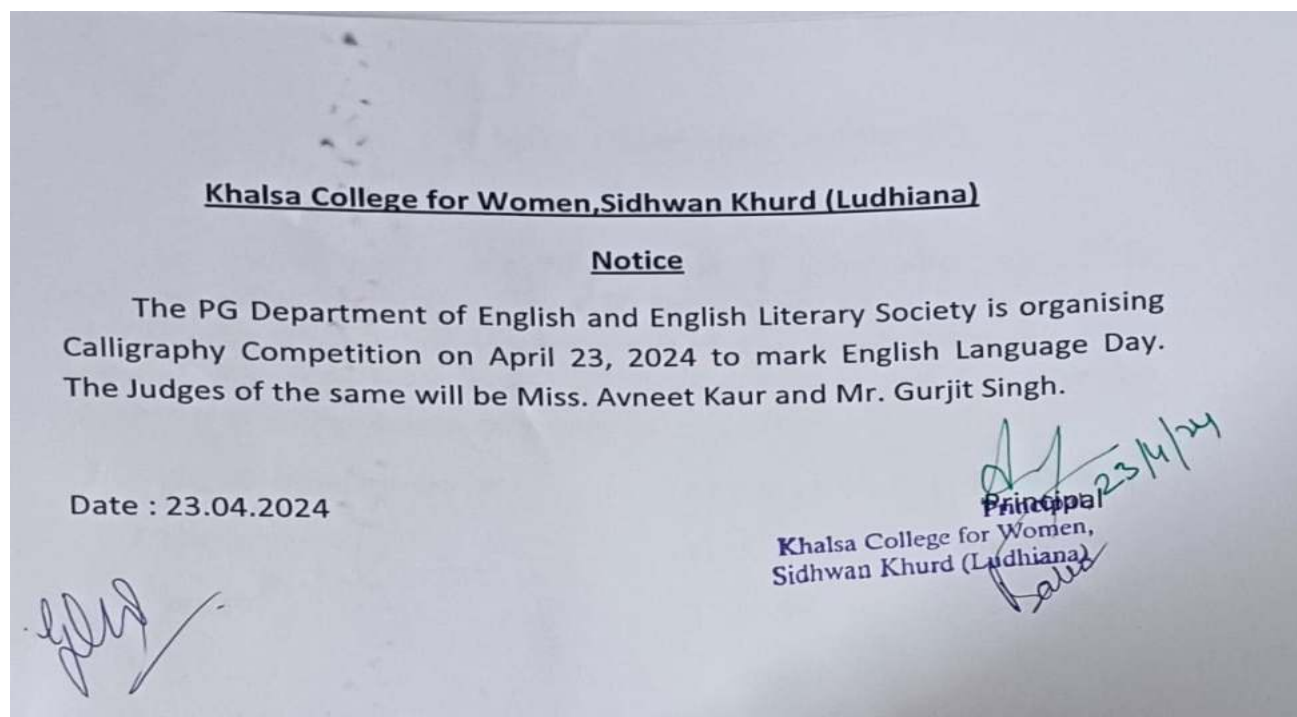 Khalsa College for Women,Sidhwan Khurd (Ludhiana)
Notice
The PG Department of English and English Literary Society is organising
Calligraphy Competition on April 23, 2024 to mark English Language Day.
The Judges of the same will be Miss. Avneet Kaur and Mr. Gurjit Singh.
23/4/24
Date : 23.04.2024
Principal
Khalsa College for Women,
Sidhwan Khurd (Ludhiana)